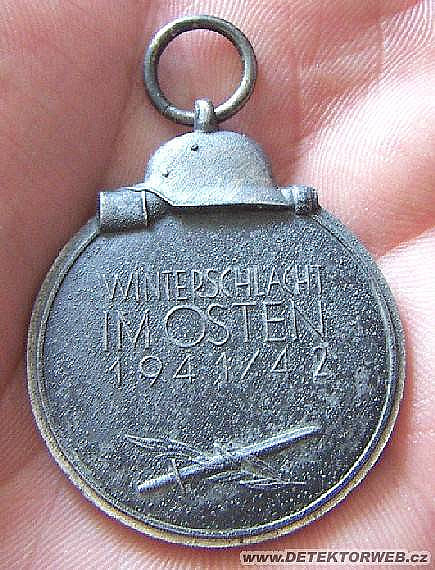 WINTERSCHLACHT
IM OSTEN
1941/42
www.DETEKTORWEB.cz